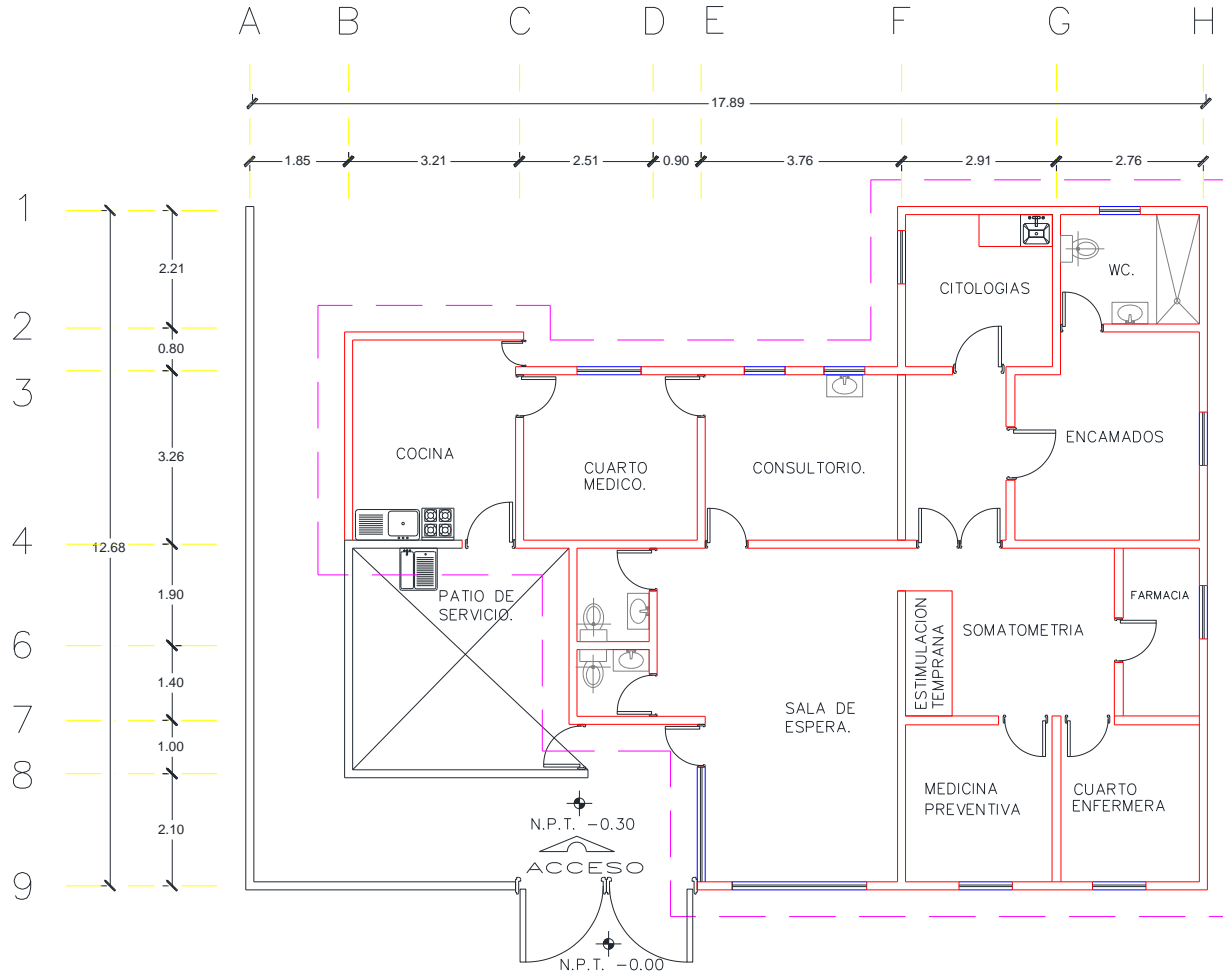 A B C D E F G H
17.89
1.85 3.21 2.51 0.90 3.76 2.91 2.76
1
2.21
WC.
CITOLOGIAS
2
0.80
3
ENCAMADOS
COCINA
3.26
CUARTO
MEDICO.
CONSULTORIO.
4
12.68
1.90
PATIO DE
SERVICIO.
FARMACIA
ESTIMULACION
TEMPRANA
SOMATOMETRIA
6
1.40
SALA DE
ESPERA.
7
1.00
8
MEDICINA
PREVENTIVA
CUARTO
ENFERMERA
N.P.T. -0.30
2.10
ACCESO
9
N.P.T. -0.00